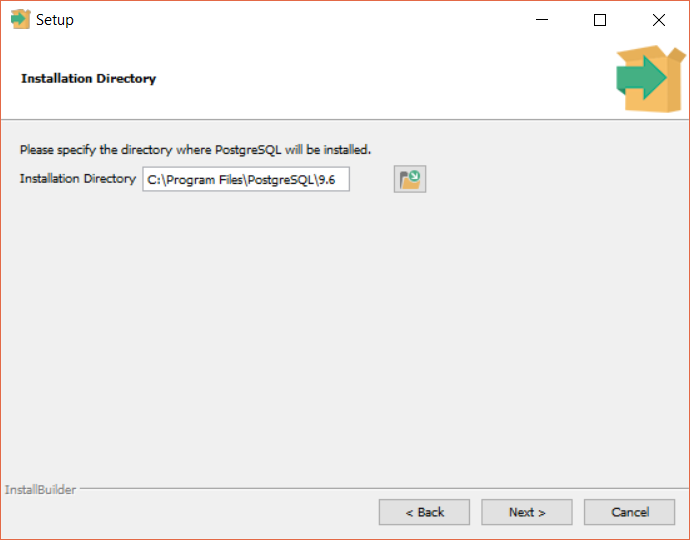 Setup
Installation Directory
Please specify the directory where PostgreSQL will be installed.
Installation Directory C:\Program Files\PostgreSQL\9.6
InstallBuilder
< Back Next > Cancel